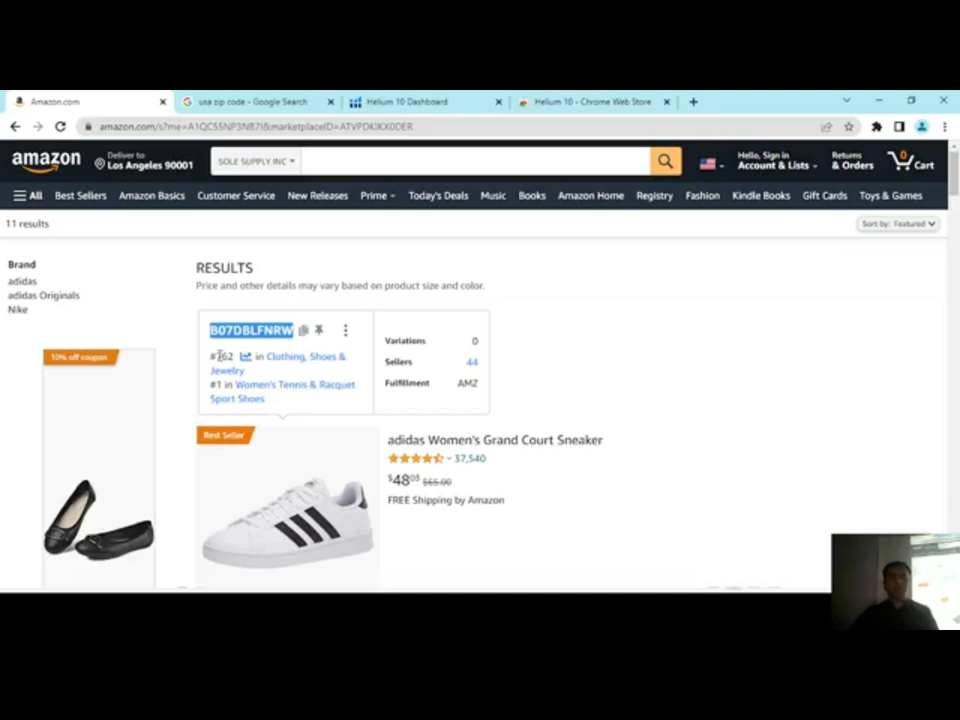 Amazon.com
usa zip code - Google Search
Helium 10 Dashboard
Helium 10 - Chrome Web Store
amazon.com/s?me=A1QC55NP3N87I&marketplaceID=ATVPDKIKX0DER
amazon
Deliver to
Los Angeles 90001
SOLE SUPPLY INC
Hello, Sign in
Account & Lists
Returns
& Orders
0
Cart
All Best Sellers Amazon Basics Customer Service New Releases Prime Today's Deals Music Books Amazon Home Registry Fashion Kindle Books Gift Cards Toys & Games
11 results
Sort by: Featured
Brand
adidas
adidas Originals
Nike
10% off coupon
RESULTS
Price and other details may vary based on product size and color.
B07DBLFNRW
in Clothing, Shoes &
Jewelry
#1 in Women's Tennis & Racquet
Sport Shoes
Variations 0
Sellers 44
Fulfillment AMZ
Best Seller
adidas Women's Grand Court Sneaker
37,540
$4803 $65.00
FREE Shipping by Amazon